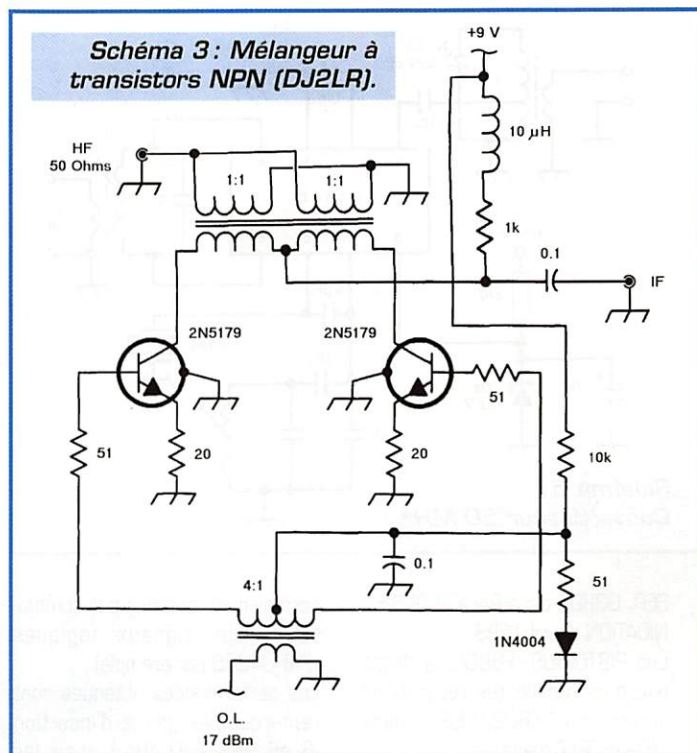 Schéma 3 : Mélangeur à
transistors NPN (DJ2LR).
+9 V
HF
50 Ohms
1:1
1:1
10 µH
1k
0.1
IF
2N5179
2N5179
51
51
20
20
10k
4:1
0.1
51
1N4004
O.L.
17 dBm